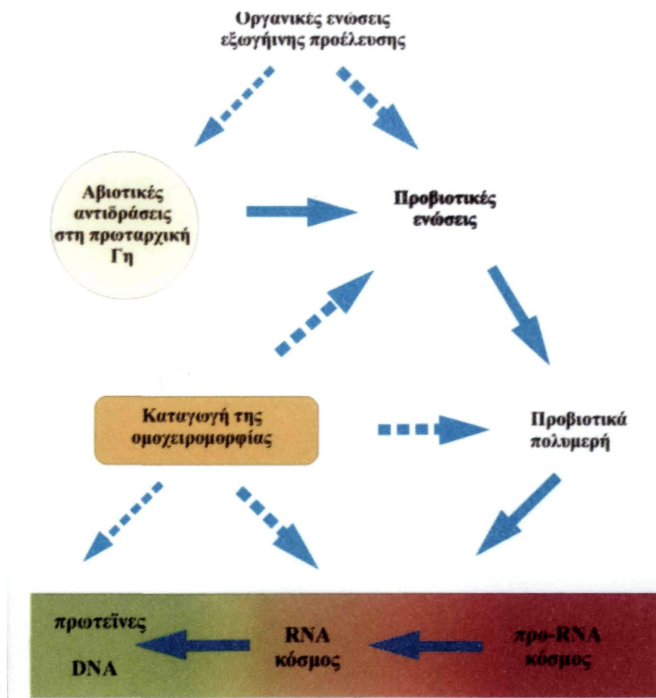 Οργανικές ενώσεις
εξωγήινης προέλευσης
Αβιοτικές
αντιδράσεις
στη πρωταρχική
Γη
Προβιοτικές
ενώσεις
Καταγωγή της
ομοχειρομορφίας
Προβιοτικά
πολυμερή
πρωτεΐνες
DNA
RNA
κόσμος
προ-RNA
κόσμος